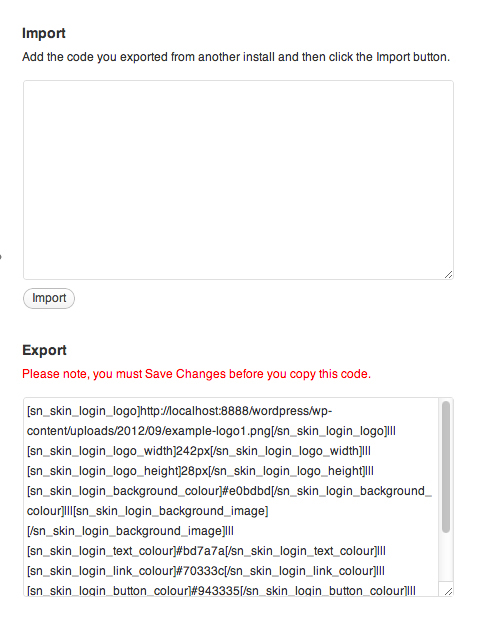 Import
Add the code you exported from another install and then click the Import button.
Import
Export
Please note, you must Save Changes before you copy this code.
[sn_skin_login_logo]http://localhost:8888/wordpress/wp-
content/uploads/2012/09/example-logo1.png[/sn_skin_login_logo]lll
[sn_skin_login_logo_width]242px[/sn_skin_login_logo_width]lll
[sn_skin_login_logo_height]28px[/sn_skin_login_logo_height]lll
[sn_skin_login_background_colour]#e0bdbd[/sn_skin_login_background_
colour]lll[sn_skin_login_background_image]
[/sn_skin_login_background_image]lll
[sn_skin_login_text_colour]#bd7a7a[/sn_skin_login_text_colour]lll
[sn_skin_login_link_colour]#70333c[/sn_skin_login_link_colour]lll
[sn_skin_login_button_colour]#943335[/sn_skin_login_button_colour]lll